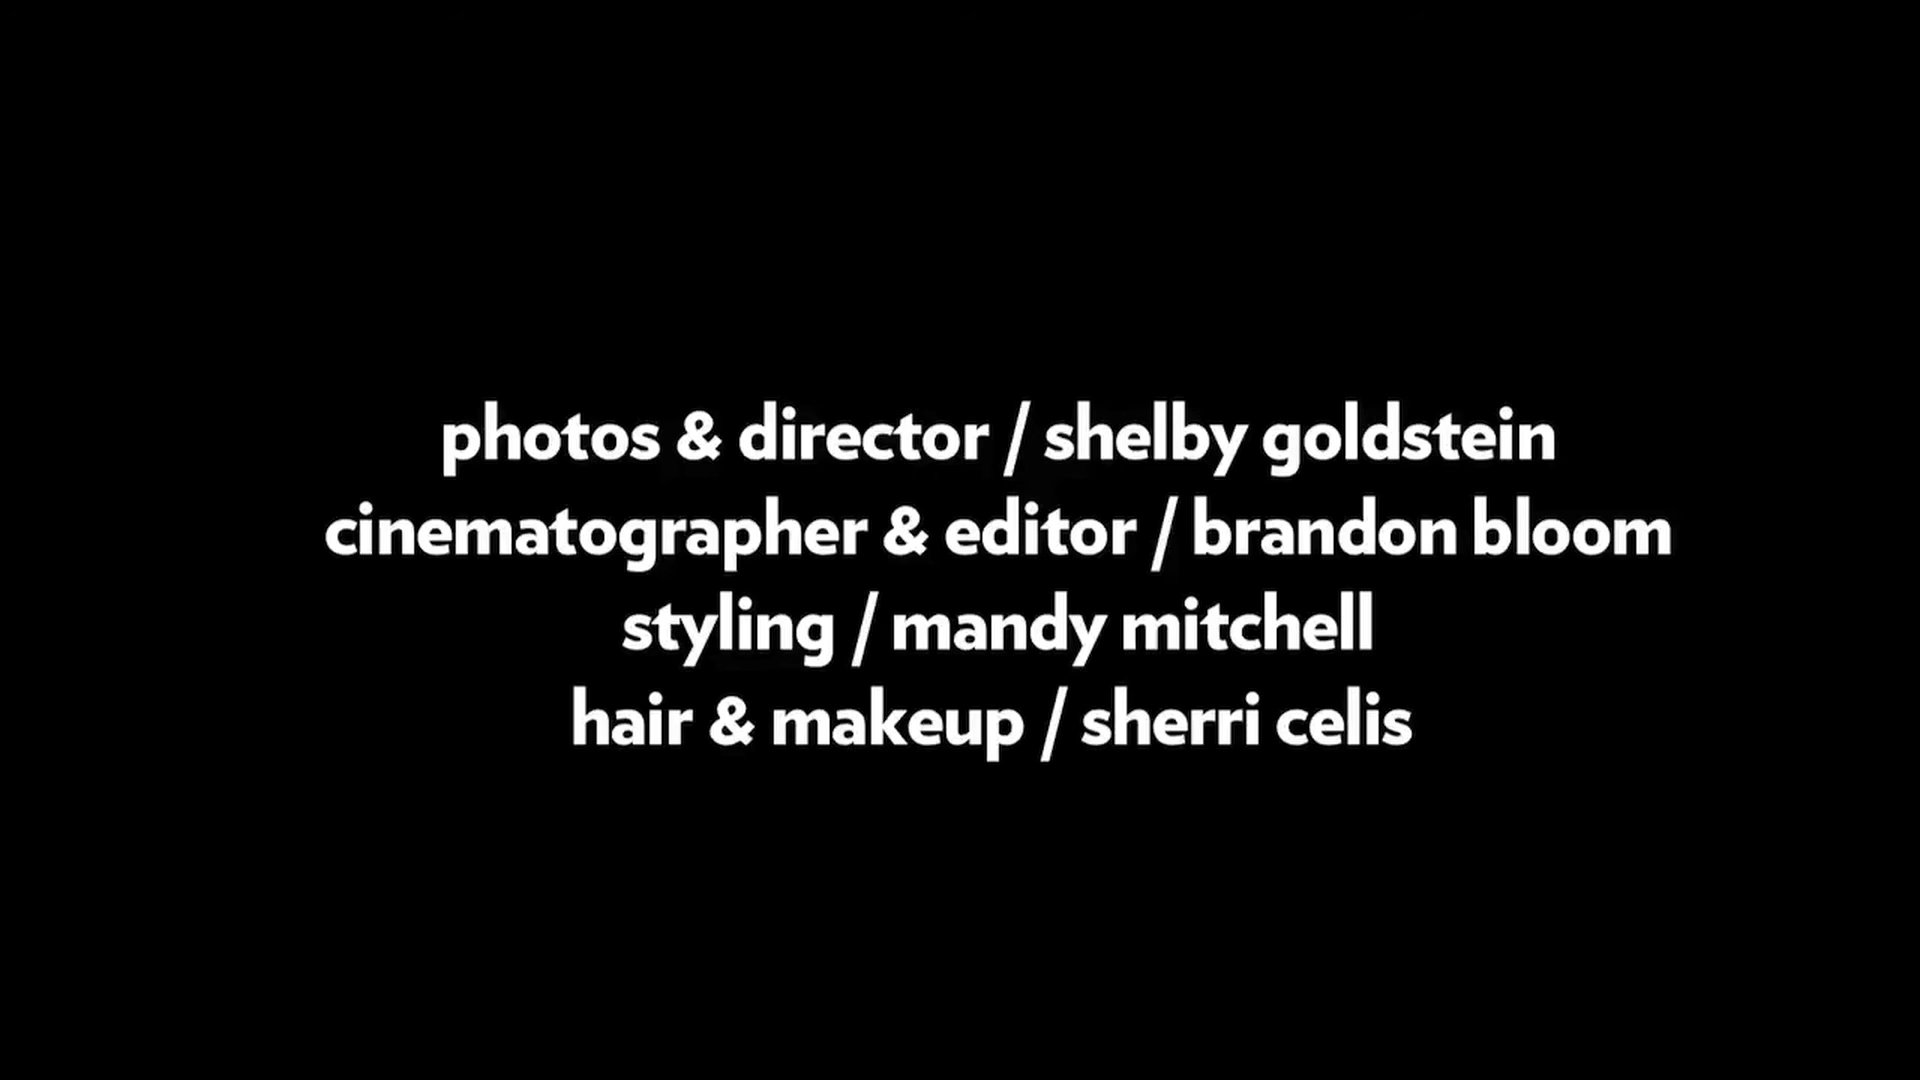 photos & director / shelby goldstein
cinematographer & editor / brandon bloom
styling / mandy mitchell
hair & makeup / sherri celis